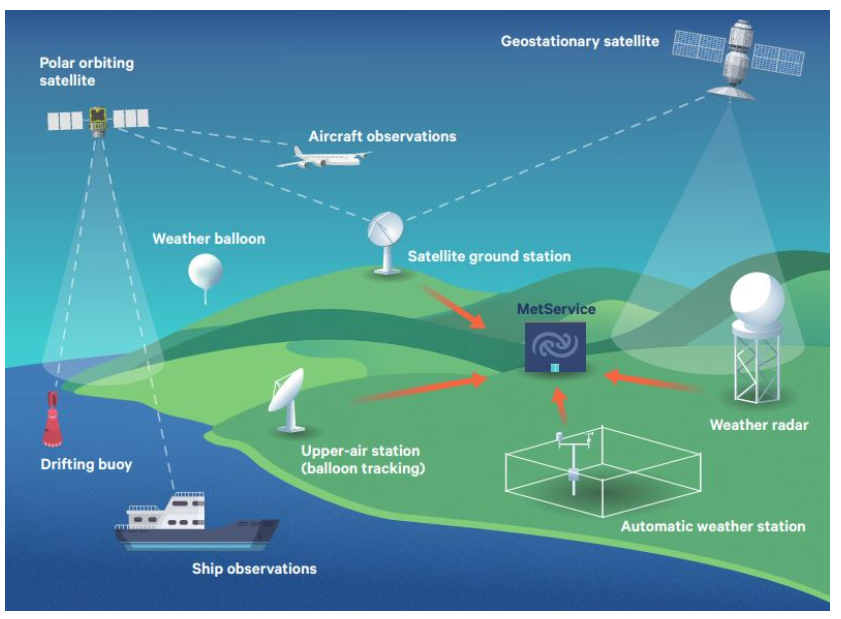 Geostationary satellite
Polar orbiting
satellite
Aircraft observations
Weather balloon
Satellite ground station
MetService
Weather radar
Upper-air station
(balloon tracking)
Drifting buoy
Automatic weather station
Ship observations